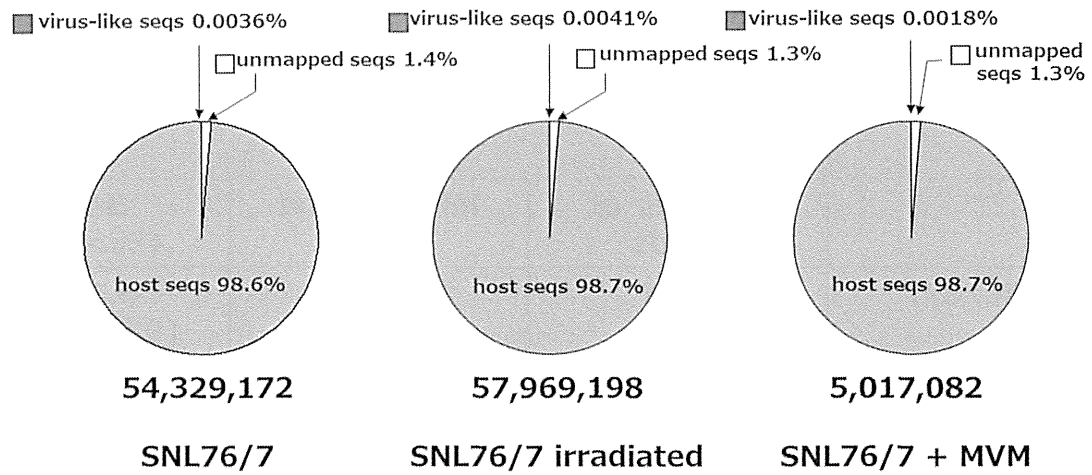 virus-like seqs 0.0036%
unmapped seqs 1.4%
host seqs 98.6%
54,329,172
SNL76/7
virus-like seqs 0.0041%
unmapped seqs 1.3%
host seqs 98.7%
57,969,198
SNL76/7 irradiated
virus-like seqs 0.0018%
unmapped
seqs 1.3%
host seqs 98.7%
5,017,082
SNL76/7 + MVM